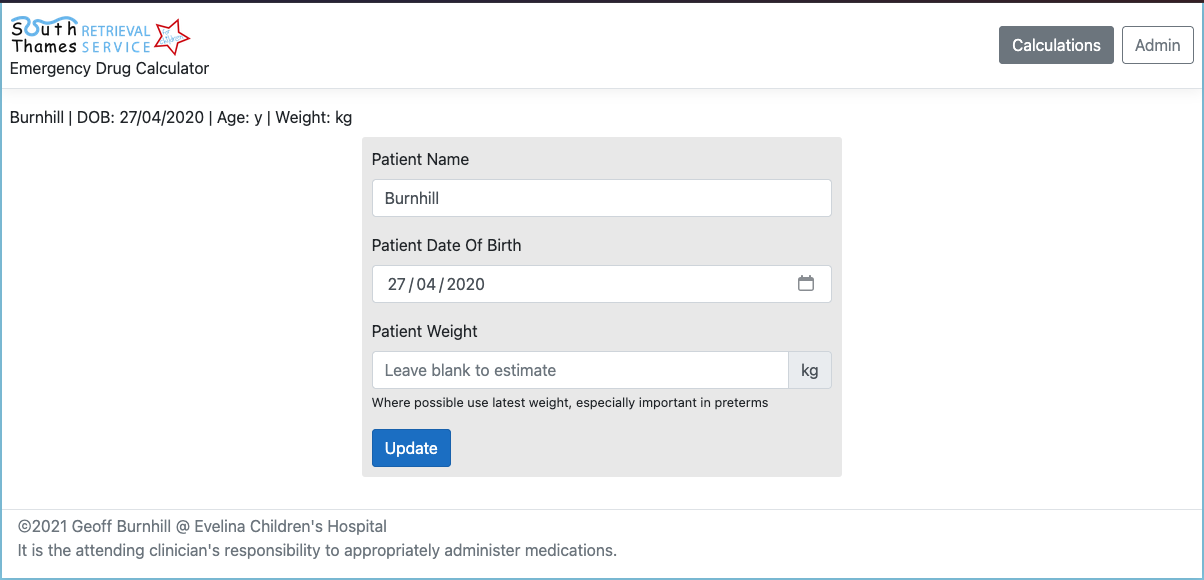 South RETRIEVAL
Thames SERVICE
Emergency Drug Calculator
Calculations
Admin
Burnhill | DOB: 27/04/2020 | Age: y | Weight: kg
Patient Name
Burnhill
Patient Date Of Birth
27/04/2020
Patient Weight
Leave blank to estimate
kg
Where possible use latest weight, especially important in preterms
Update
©2021 Geoff Burnhill @ Evelina Children's Hospital
It is the attending clinician's responsibility to appropriately administer medications.